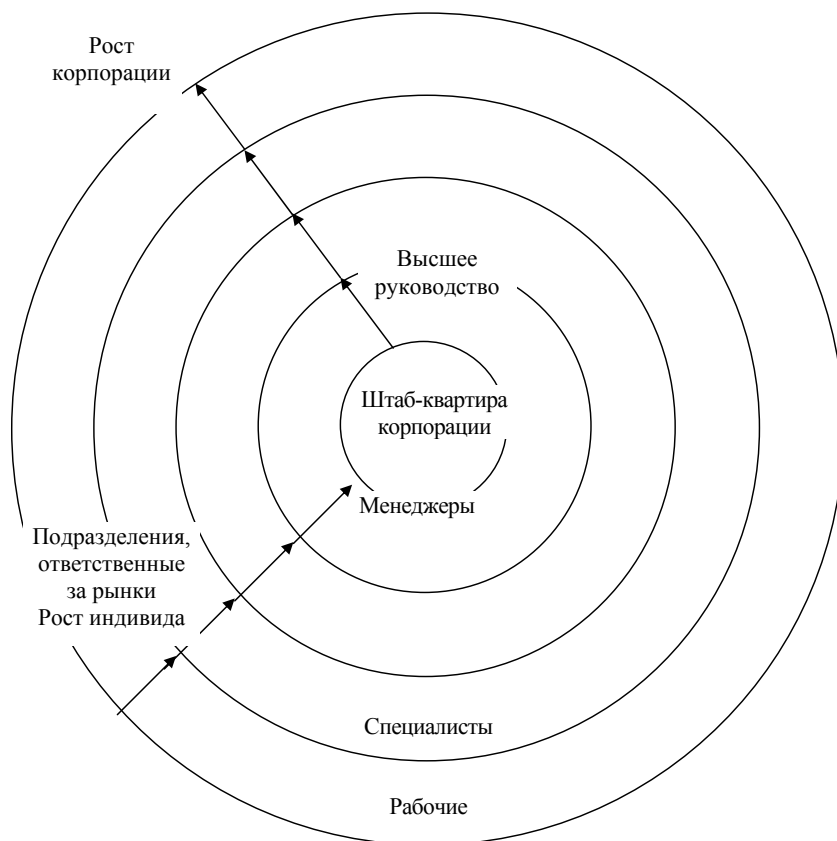 Рост
корпорации
Высшее
руководство
Штаб-квартира
корпорации
Менеджеры
Подразделения,
ответственные
за рынки
Рост индивида
Специалисты
Рабочие